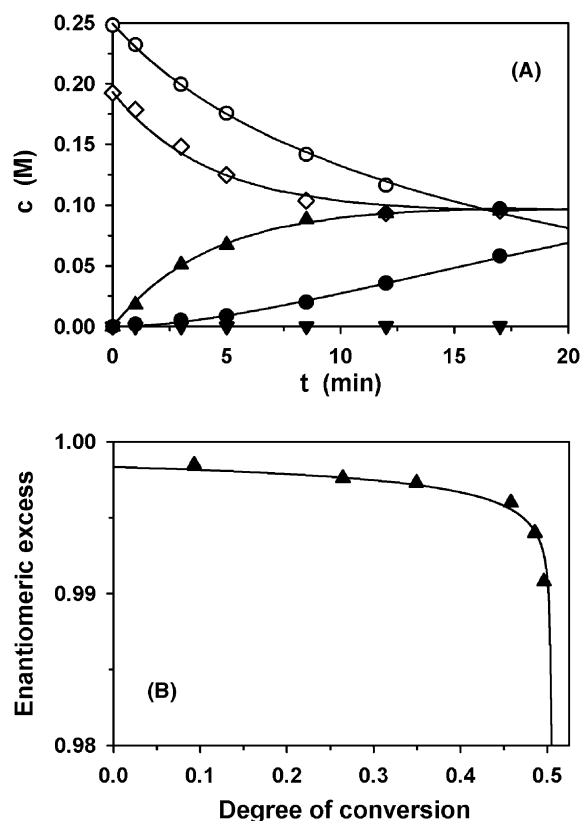 0.25
0.20
0.15
0.10
0.05
0.00
c (M)
(A)
0 5 10 15 20
t (min)
1.00
0.99
0.98
Enantiomeric excess
(B)
0.0 0.1 0.2 0.3 0.4 0.5
Degree of conversion